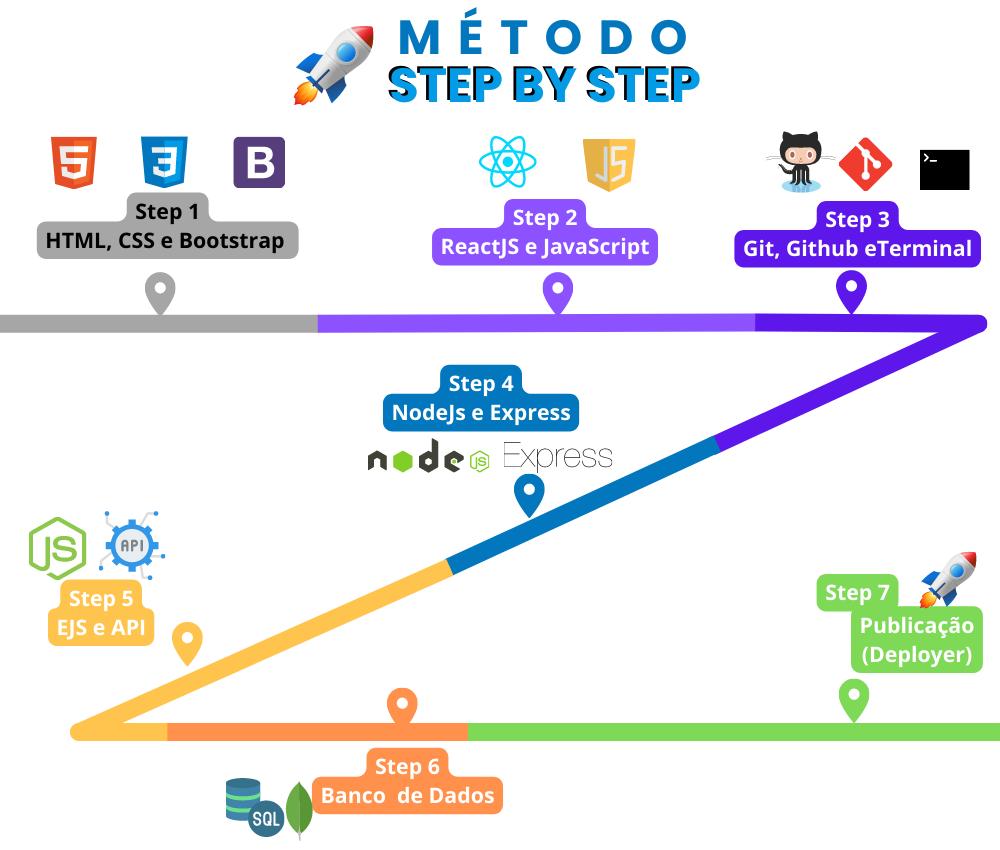 MÉTODO
STEP BY STEP
5
3
B
JS
>_
Step 1
HTML, CSS e Bootstrap
Step 2
ReactJS e JavaScript
Step 3
Git, Github eTerminal
Step 4
NodeJs e Express
node JS
Express
JS
API
Step 5
EJS e API
Step 7
Publicação
(Deployer)
Step 6
Banco de Dados
SQL